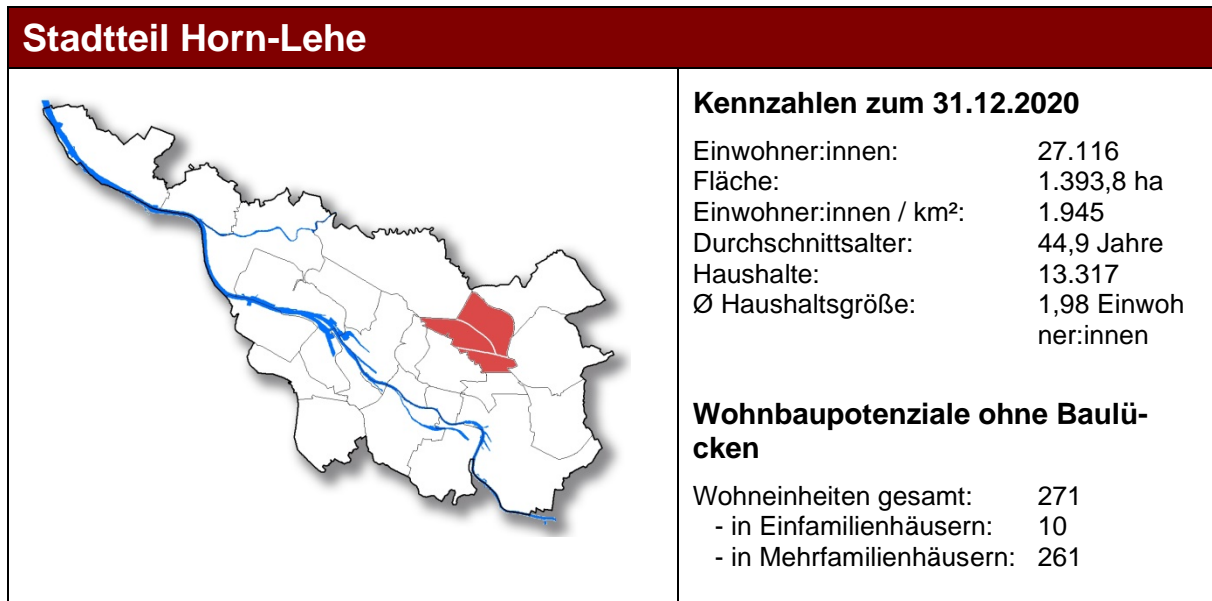 Stadtteil Horn-Lehe
Kennzahlen zum 31.12.2020
Einwohner:innen: 27.116
Fläche: 1.393,8 ha
Einwohner:innen / km²: 1.945
Durchschnittsalter: 44,9 Jahre
Haushalte: 13.317
Ø Haushaltsgröße: 1,98 Einwoh
ner:innen
Wohnbaupotenziale ohne Baulü-
cken
Wohneinheiten gesamt: 271
- in Einfamilienhäusern: 10
- in Mehrfamilienhäusern: 261